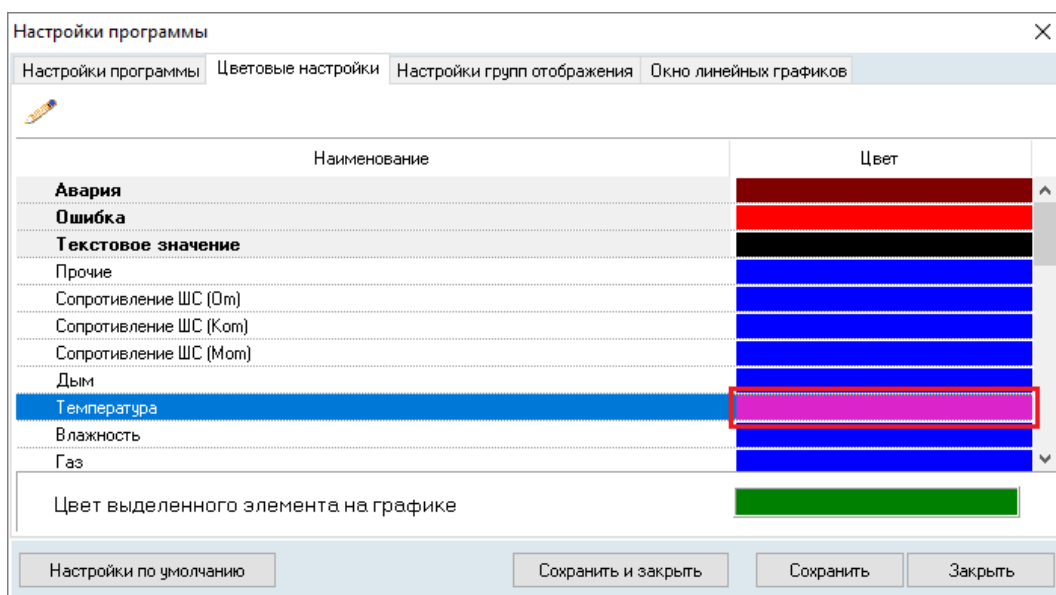 Настройки программы
Настройки программы Цветовые настройки Настройки групп отображения Окно линейных графиков
Наименование Цвет
Авария
Ошибка
Текстовое значение
Прочие
Сопротивление ШС (Om)
Сопротивление ШС (Kom)
Сопротивление ШС (Mom)
Дым
Температура
Влажность
Газ
Цвет выделенного элемента на графике
Настройки по умолчанию Сохранить и закрыть Сохранить Закрыть